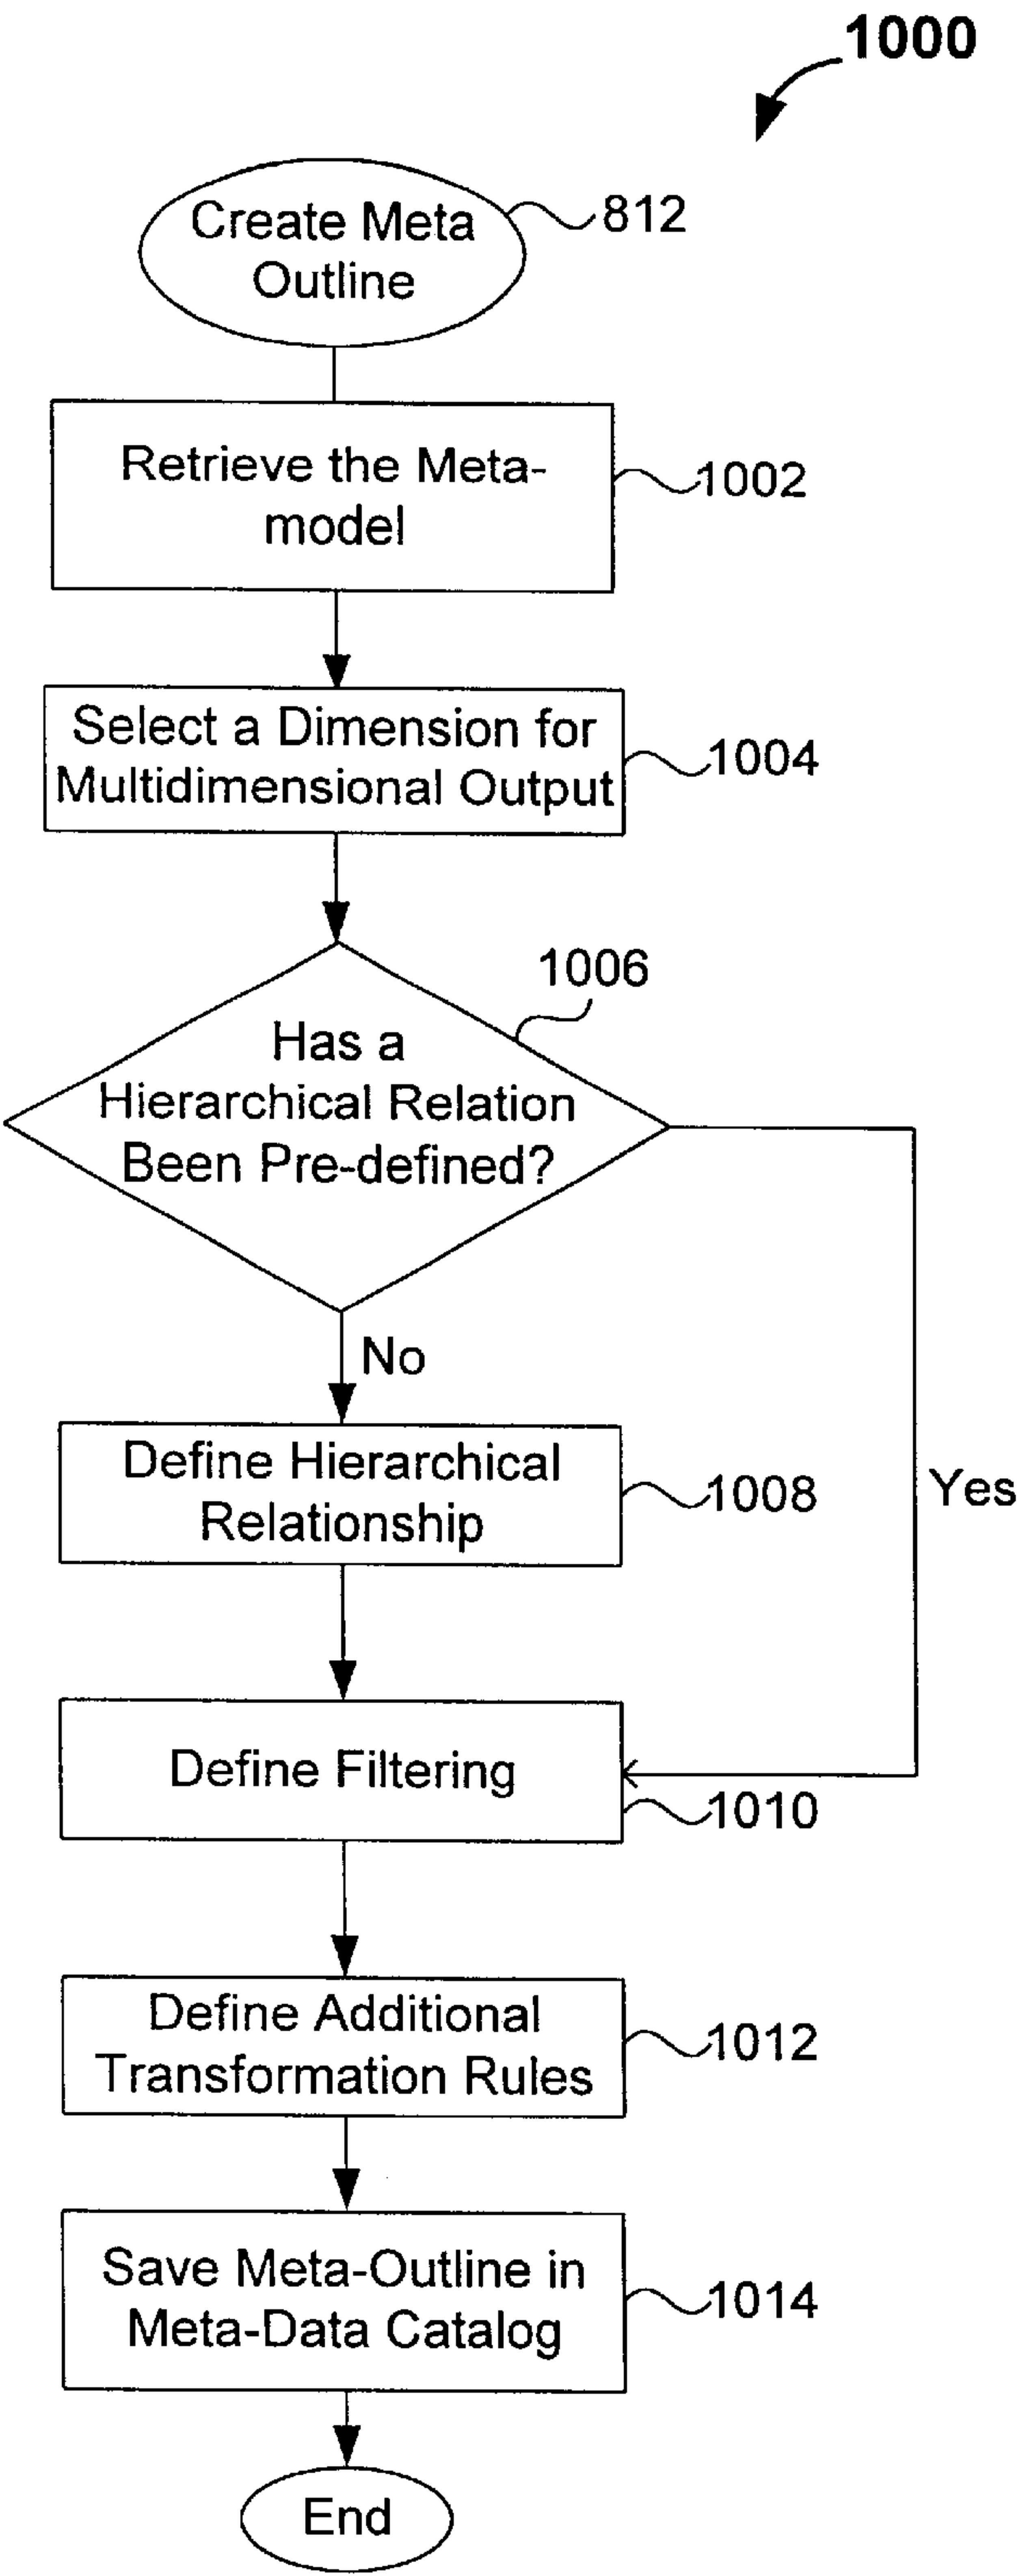 1000
Create Meta
Outline
812
Retrieve the Meta-
model
1002
Select a Dimension for
Multidimensional Output
1004
1006
Has a
Hierarchical Relation
Been Pre-defined?
No
Define Hierarchical
Relationship
1008
Yes
Define Filtering
1010
Define Additional
Transformation Rules
1012
Save Meta-Outline in
Meta-Data Catalog
1014
End